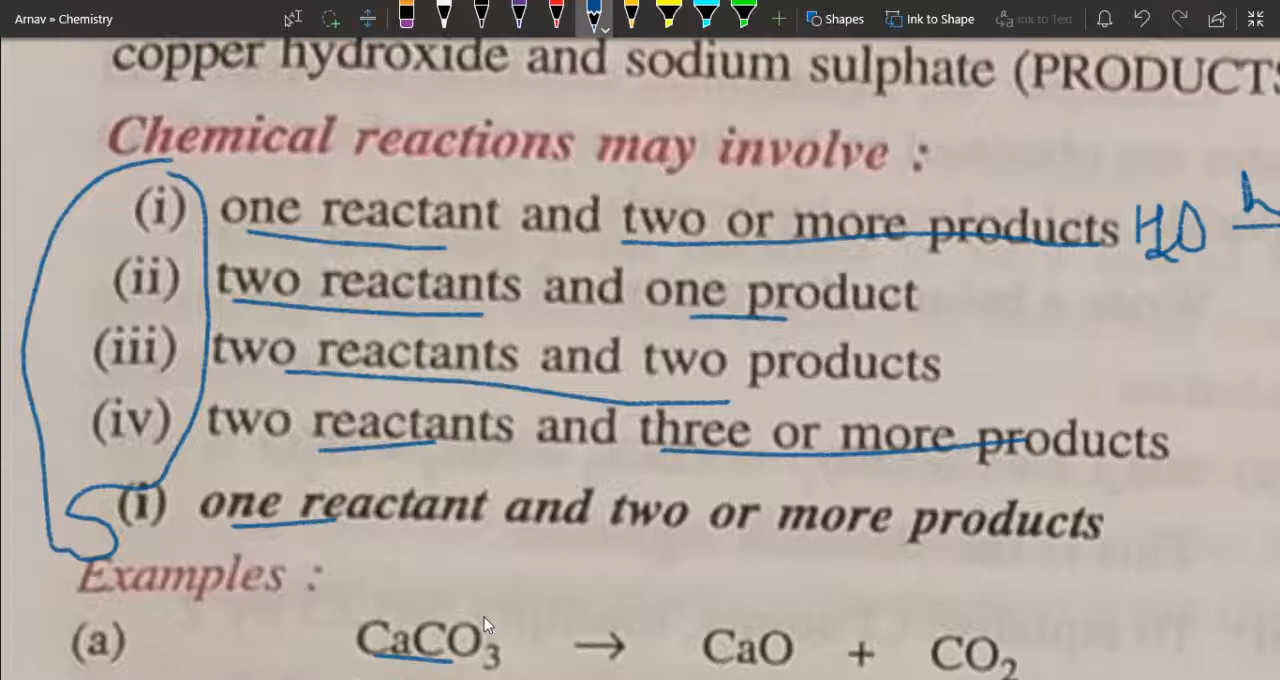 Arnav » Chemistry
Shapes Ink to Shape Ink to Text
copper hydroxide and sodium sulphate (PRODUCTS
Chemical reactions may involve :
(i) one reactant and two or more products H2O
(ii) two reactants and one product
(iii) two reactants and two products
(iv) two reactants and three or more products
(i) one reactant and two or more products
Examples :
(a) CaCO₃ → CaO + CO₂